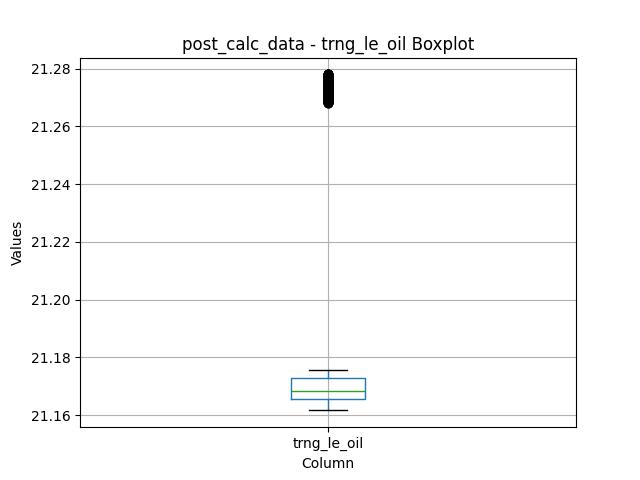 post_calc_data - trng_le_oil Boxplot
21.28
21.26
21.24
21.22
21.20
21.18
21.16
Values
trng_le_oil
Column